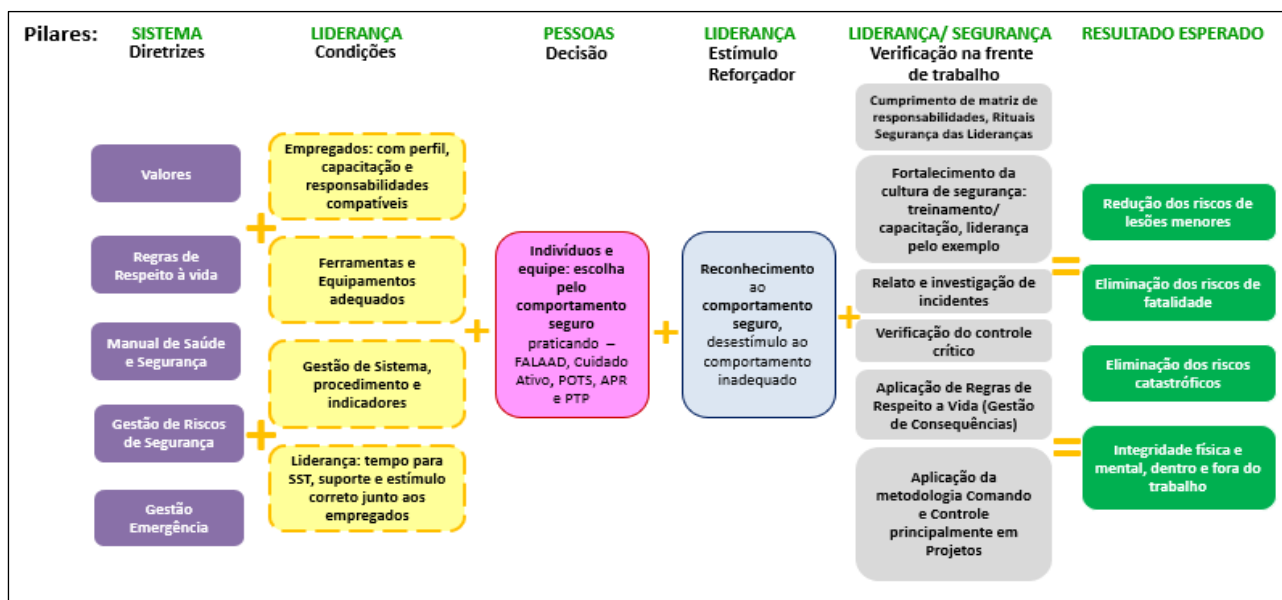 Pilares:
SISTEMA
Diretrizes
LIDERANÇA
Condições
PESSOAS
Decisão
LIDERANÇA
Estímulo
Reforçador
LIDERANÇA/ SEGURANÇA
Verificação na frente
de trabalho
RESULTADO ESPERADO
Valores
Regras de
Respeito à vida
Manual de Saúde
e Segurança
Gestão de Riscos
de Segurança
Gestão
Emergência
Empregados: com perfil,
capacitação e
responsabilidades
compatíveis
Ferramentas e
Equipamentos
adequados
Gestão de Sistema,
procedimento e
indicadores
Liderança: tempo para
SST, suporte e estímulo
correto junto aos
empregados
Indivíduos e
equipe: escolha
pelo
comportamento
seguro
praticando –
FALAAD, Cuidado
Ativo, POTS, APR
e PTP
Reconhecimento
ao
comportamento
seguro,
desestímulo ao
comportamento
inadequado
Cumprimento de matriz de
responsabilidades, Rituais
Segurança das Lideranças
Fortalecimento da
cultura de segurança:
treinamento/
capacitação, liderança
pelo exemplo
Relato e investigação de
incidentes
Verificação do controle
crítico
Aplicação de Regras de
Respeito a Vida (Gestão
de Consequências)
Aplicação da
metodologia Comando
e Controle
principalmente em
Projetos
Redução dos riscos de
lesões menores
Eliminação dos riscos de
fatalidade
Eliminação dos riscos
catastróficos
Integridade física e
mental, dentro e fora do
trabalho